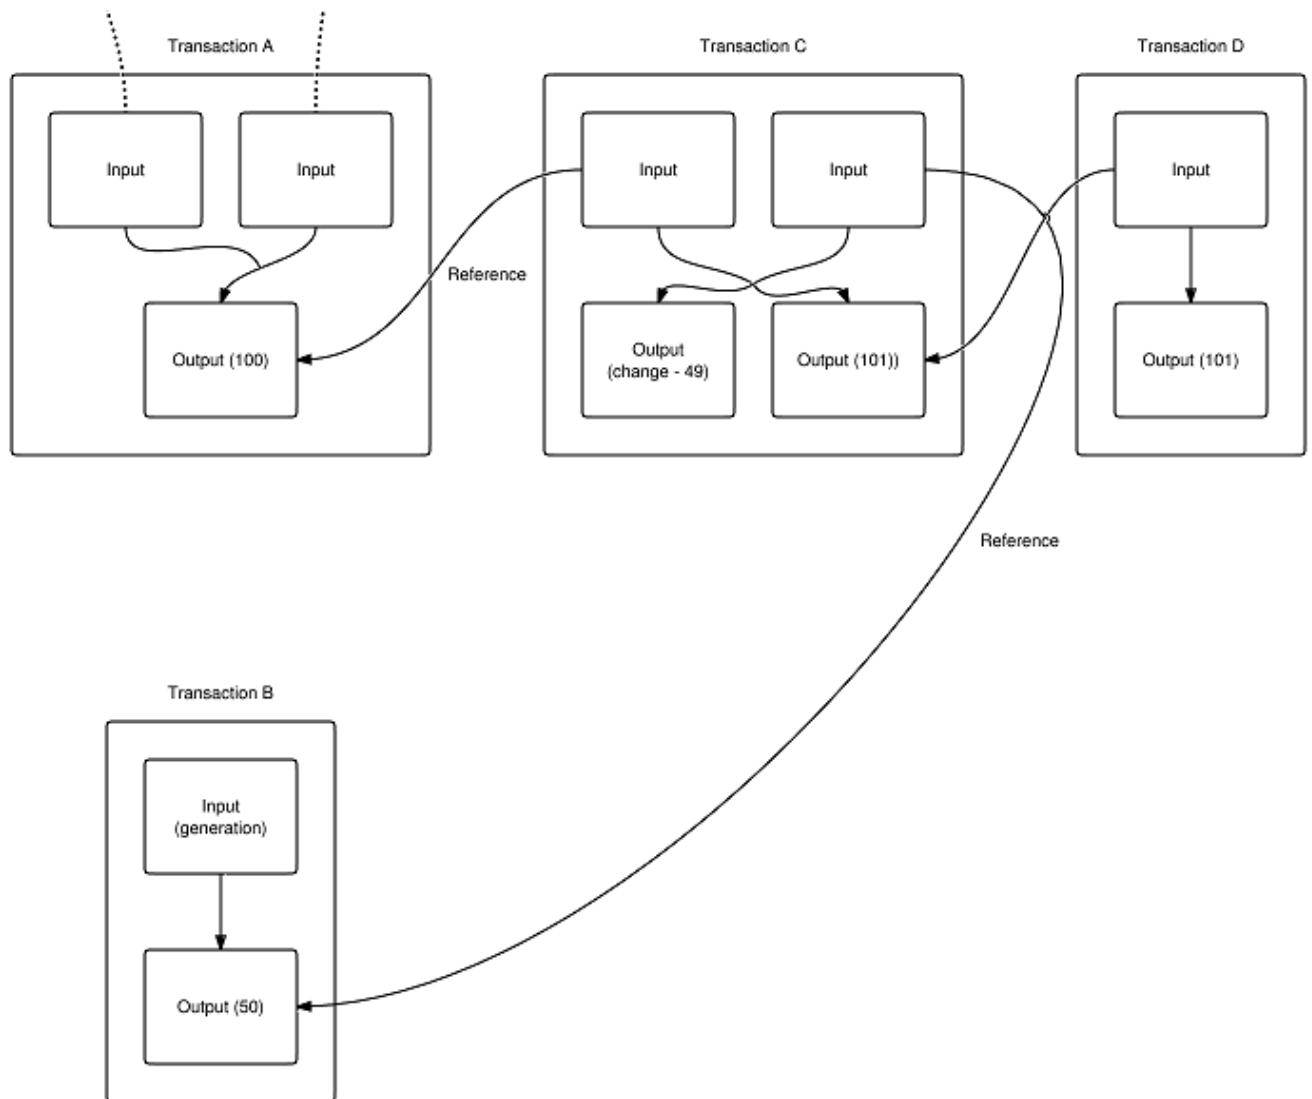 Transaction A
Transaction C
Transaction D
Input
Input
Input
Input
Input
Reference
Output (100)
Output
(change - 49)
Output (101))
Output (101)
Reference
Transaction B
Input
(generation)
Output (50)